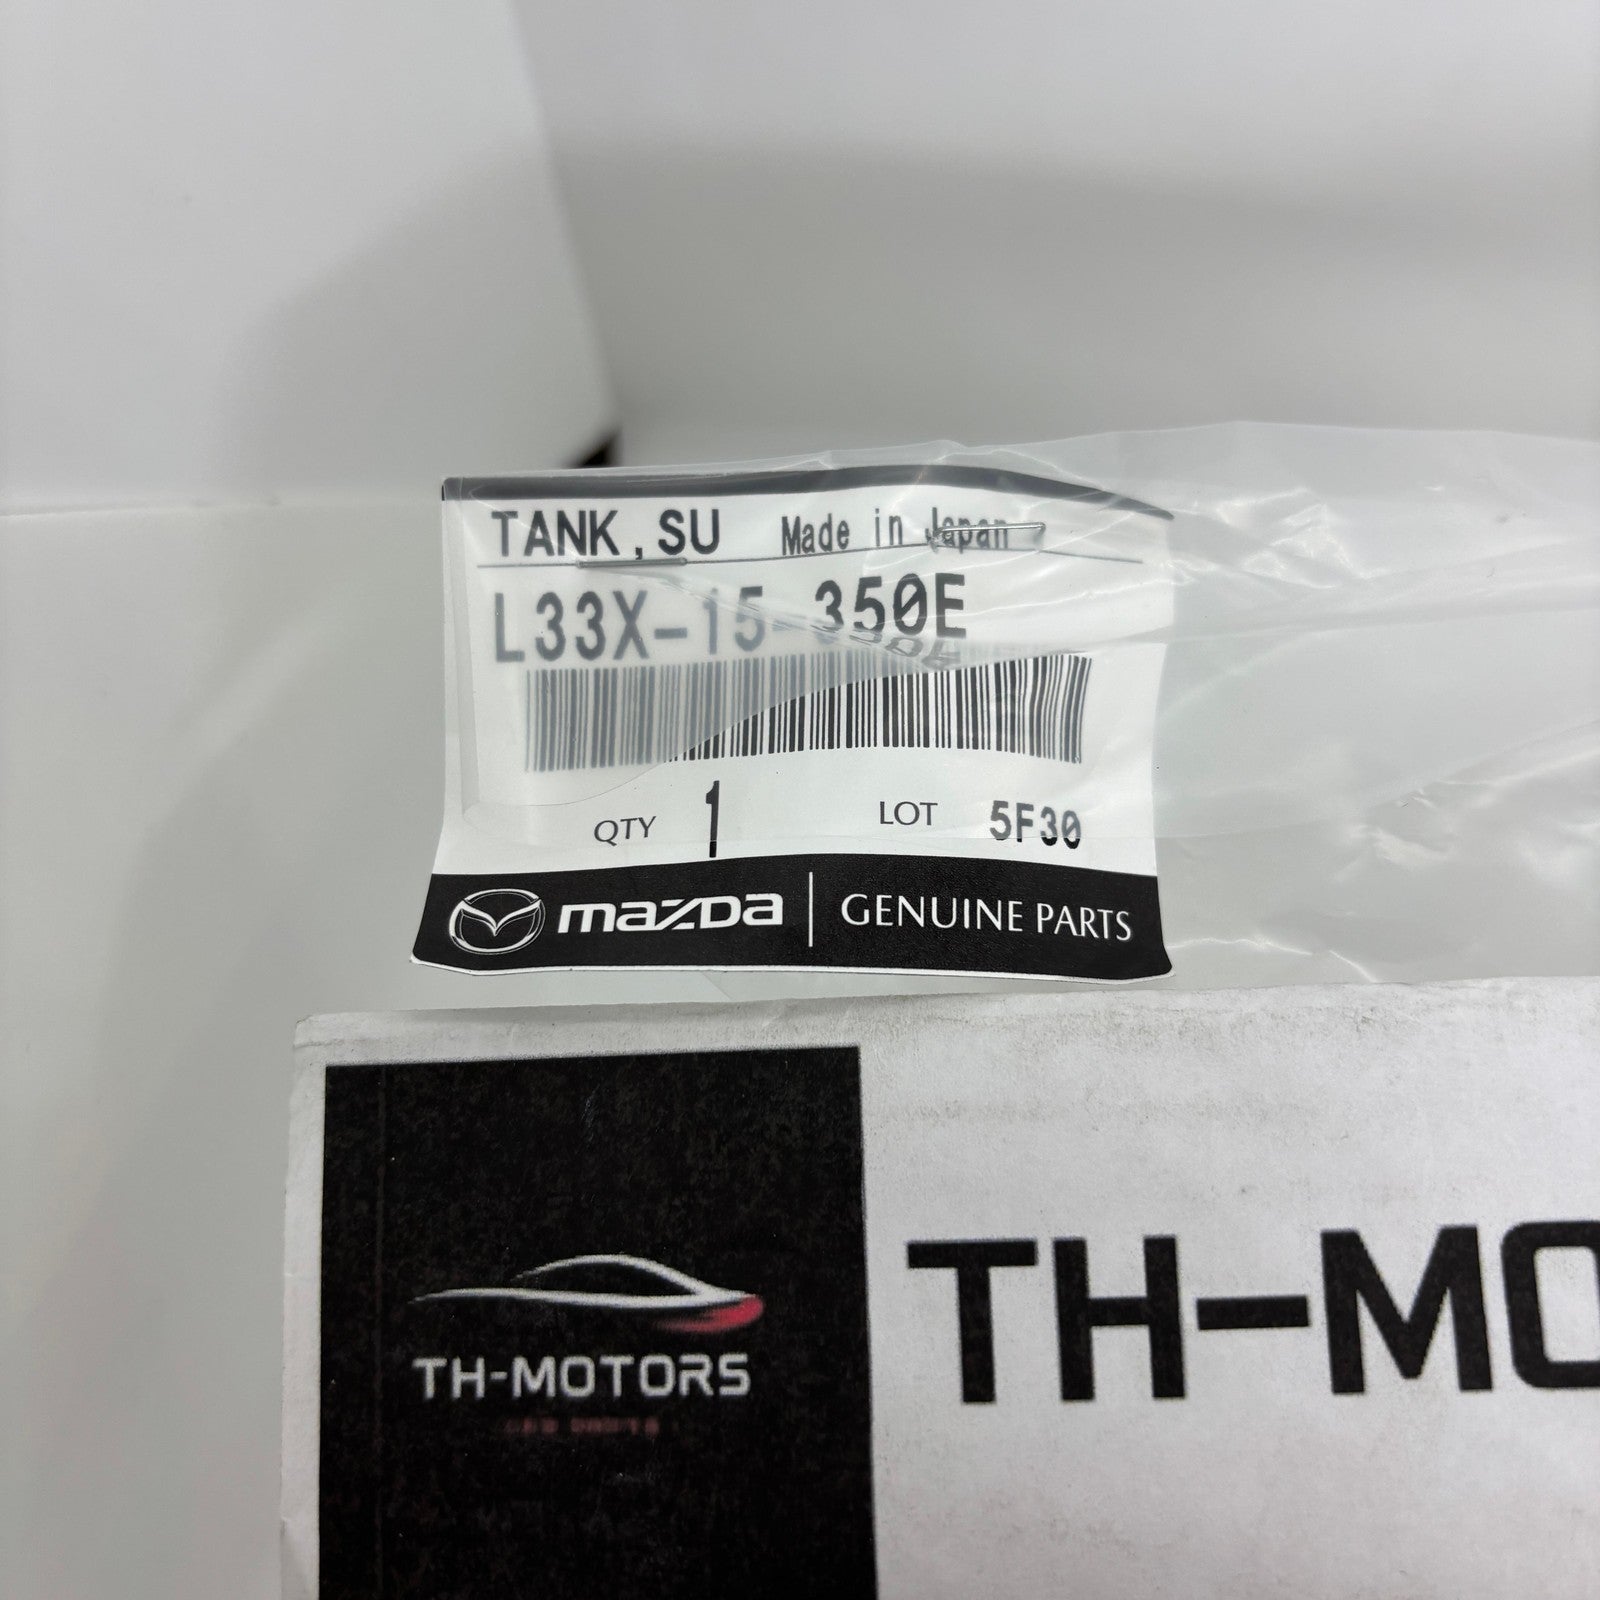 TANK,SU Made in Japan
L33X-15-350E
QTY 1 LOT 5F30
mazda GENUINE PARTS
TH-MO
TH-MOTORS